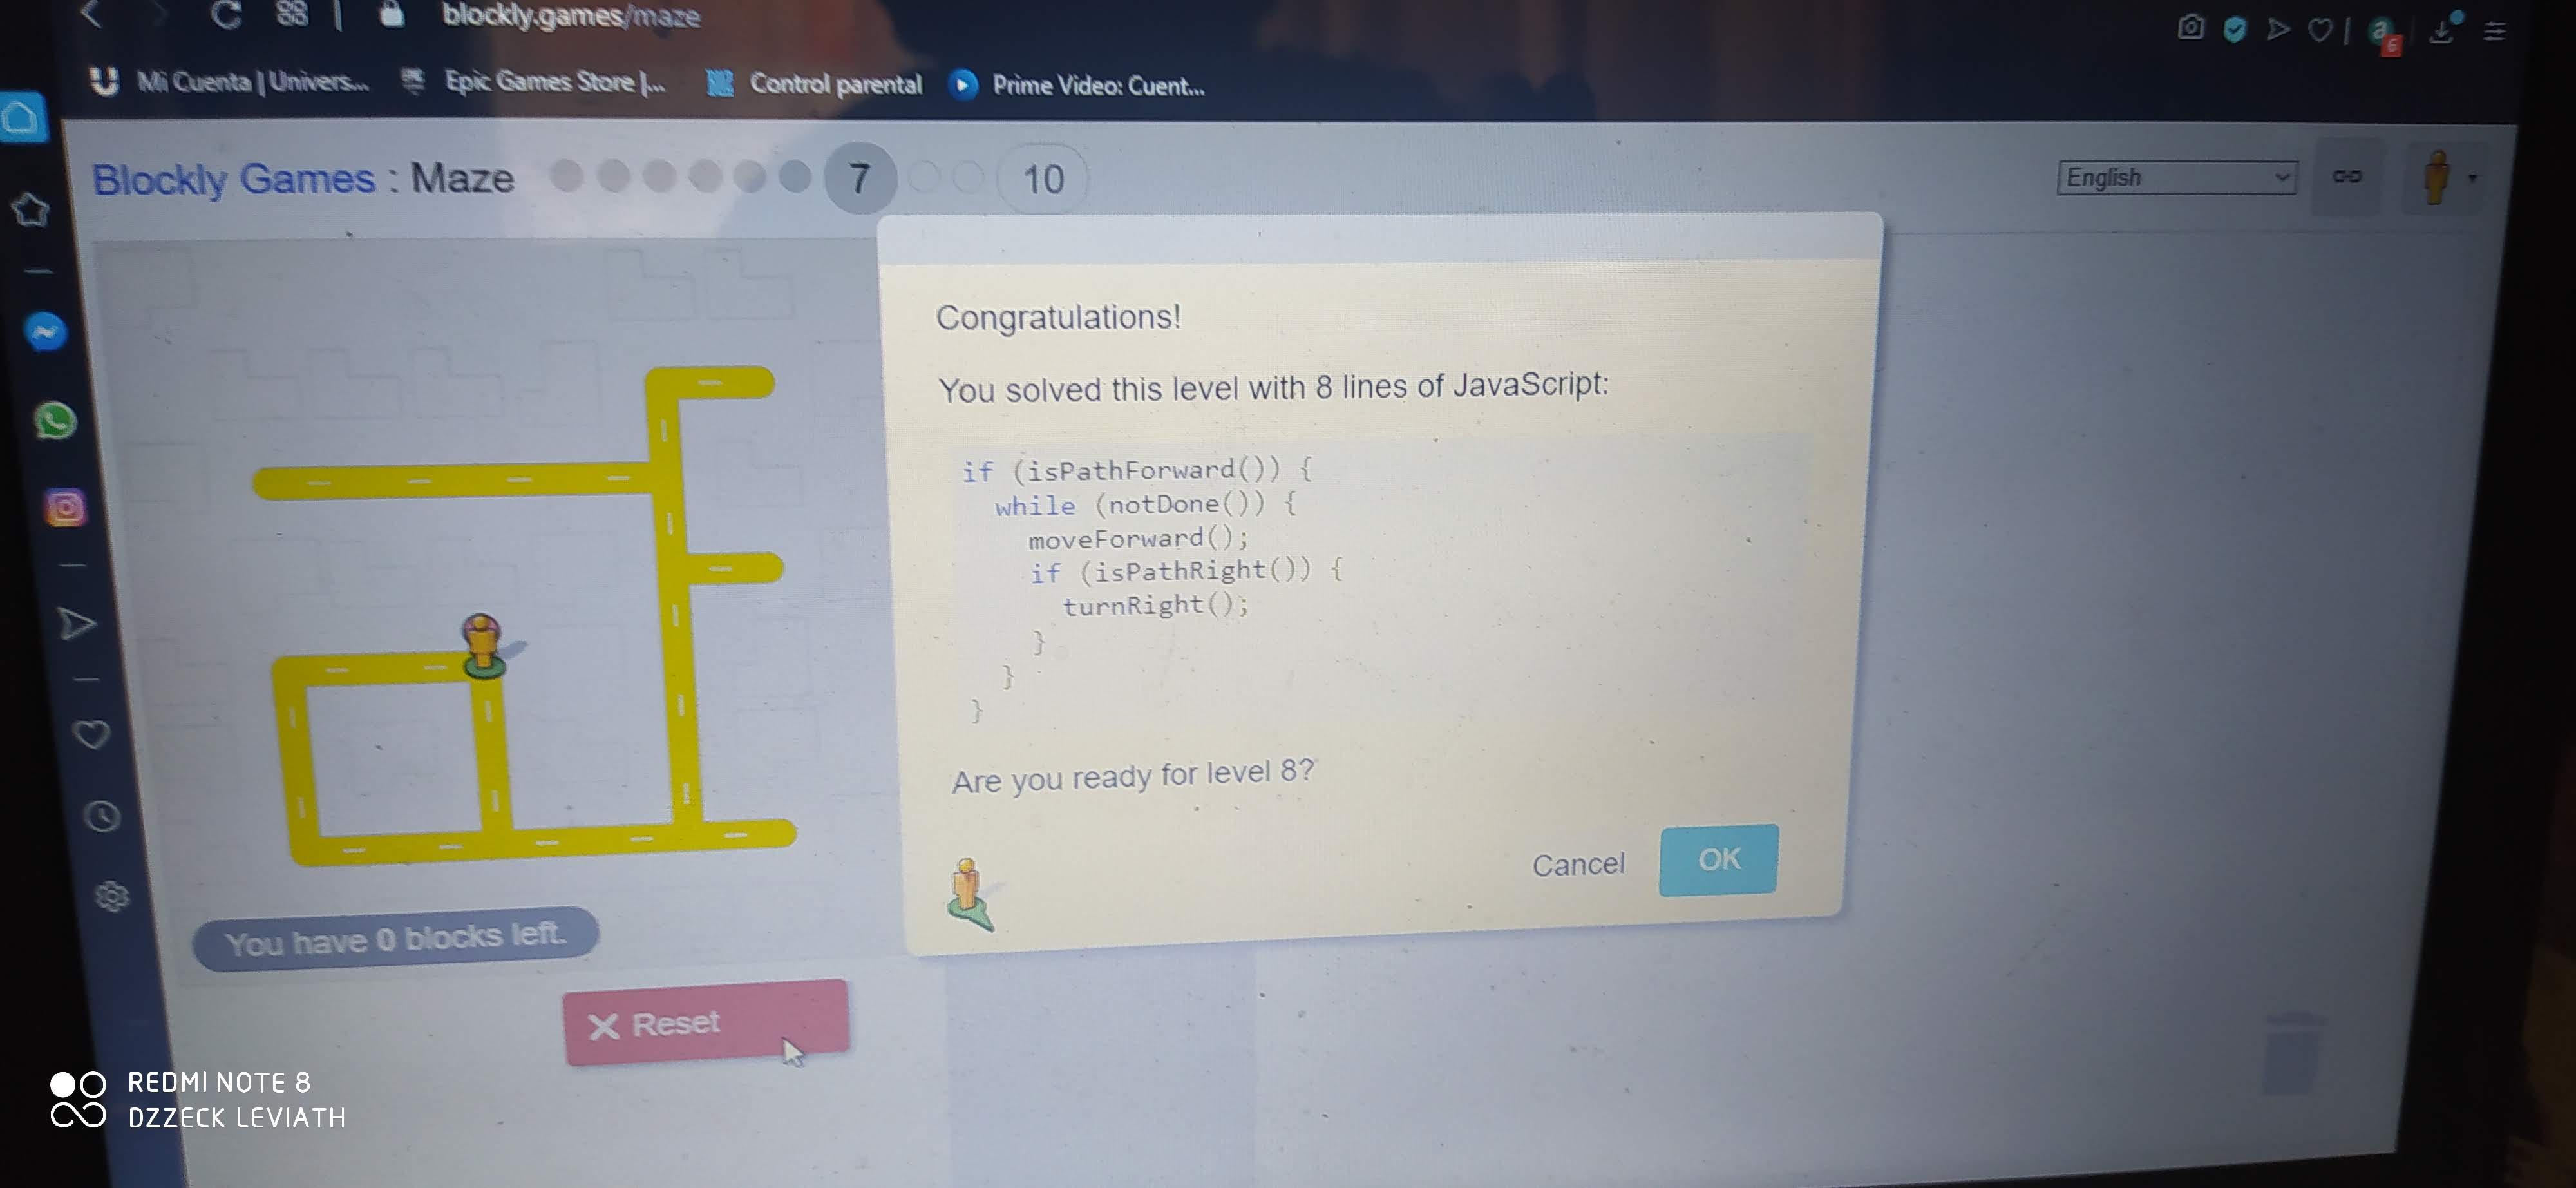 blockly.games/maze
Mi Cuenta | Univers...
Epic Games Store |...
Control parental
Prime Video: Cuent...
Blockly Games : Maze
7
10
English
a
6
Congratulations!
You solved this level with 8 lines of JavaScript:
if (isPathForward()) {
while (notDone()) {
moveForward();
if (isPathRight()) {
turnRight();
}
}
}
Are you ready for level 8?
Cancel
OK
You have 0 blocks left.
Reset
REDMI NOTE 8
DZZECK LEVIATH